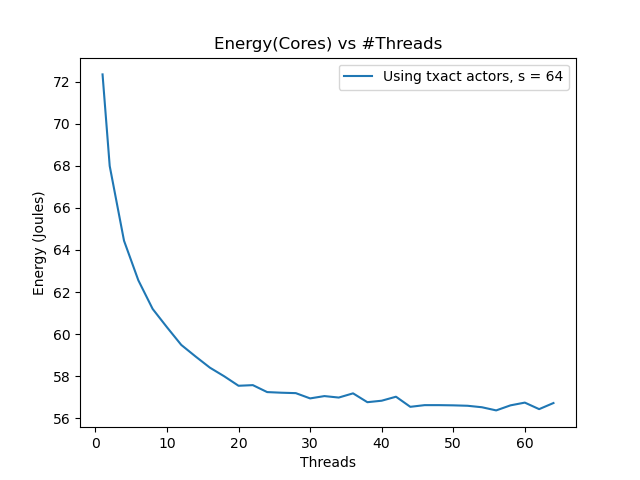 Energy(Cores) vs #Threads
Using txact actors, s = 64
72
70
68
66
64
62
60
58
56
Energy (Joules)
0 10 20 30 40 50 60
Threads